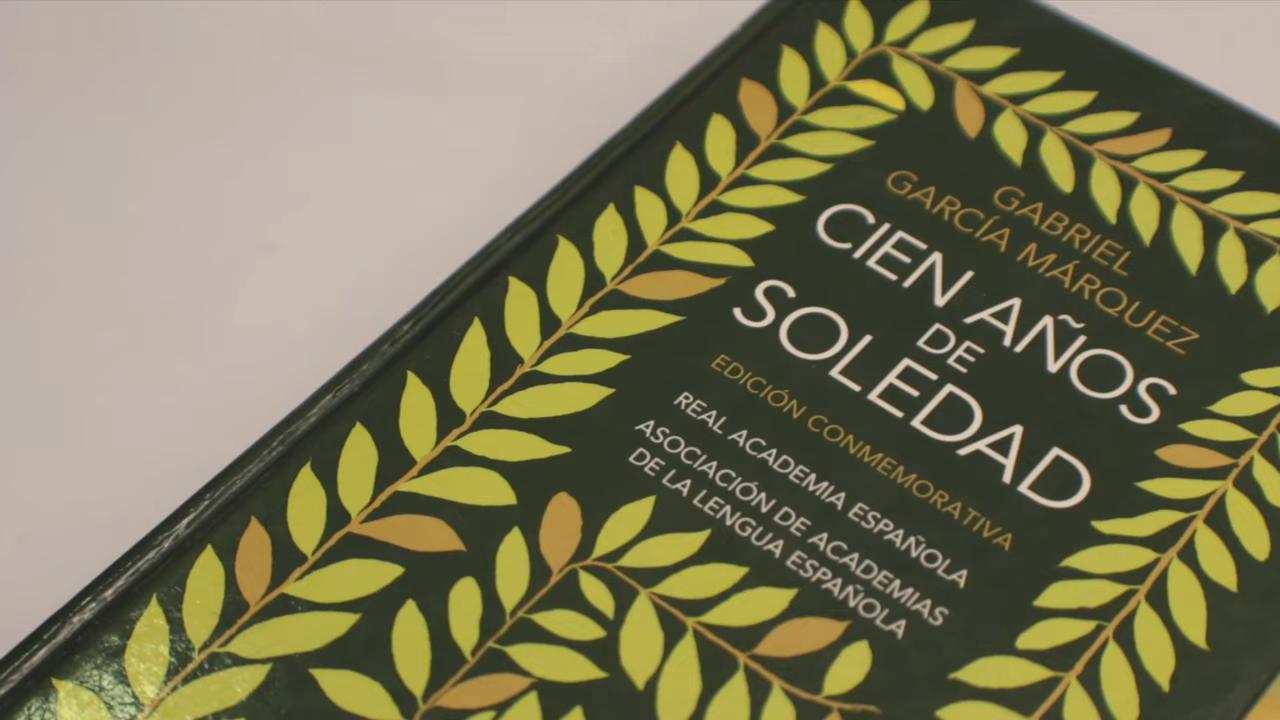 GABRIEL
GARCÍA MÁRQUEZ
CIEN AÑOS
DE
SOLEDAD
EDICIÓN CONMEMORATIVA
REAL ACADEMIA ESPAÑOLA
ASOCIACIÓN DE ACADEMIAS
DE LA LENGUA ESPAÑOLA